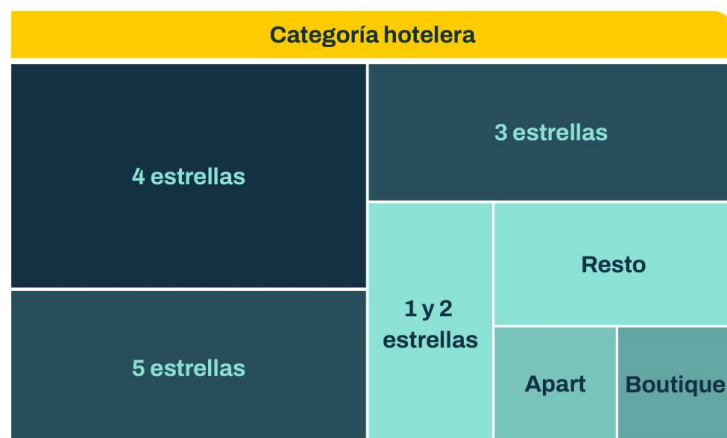 Categoría hotelera
4 estrellas
3 estrellas
5 estrellas
1 y 2
estrellas
Resto
Apart
Boutique